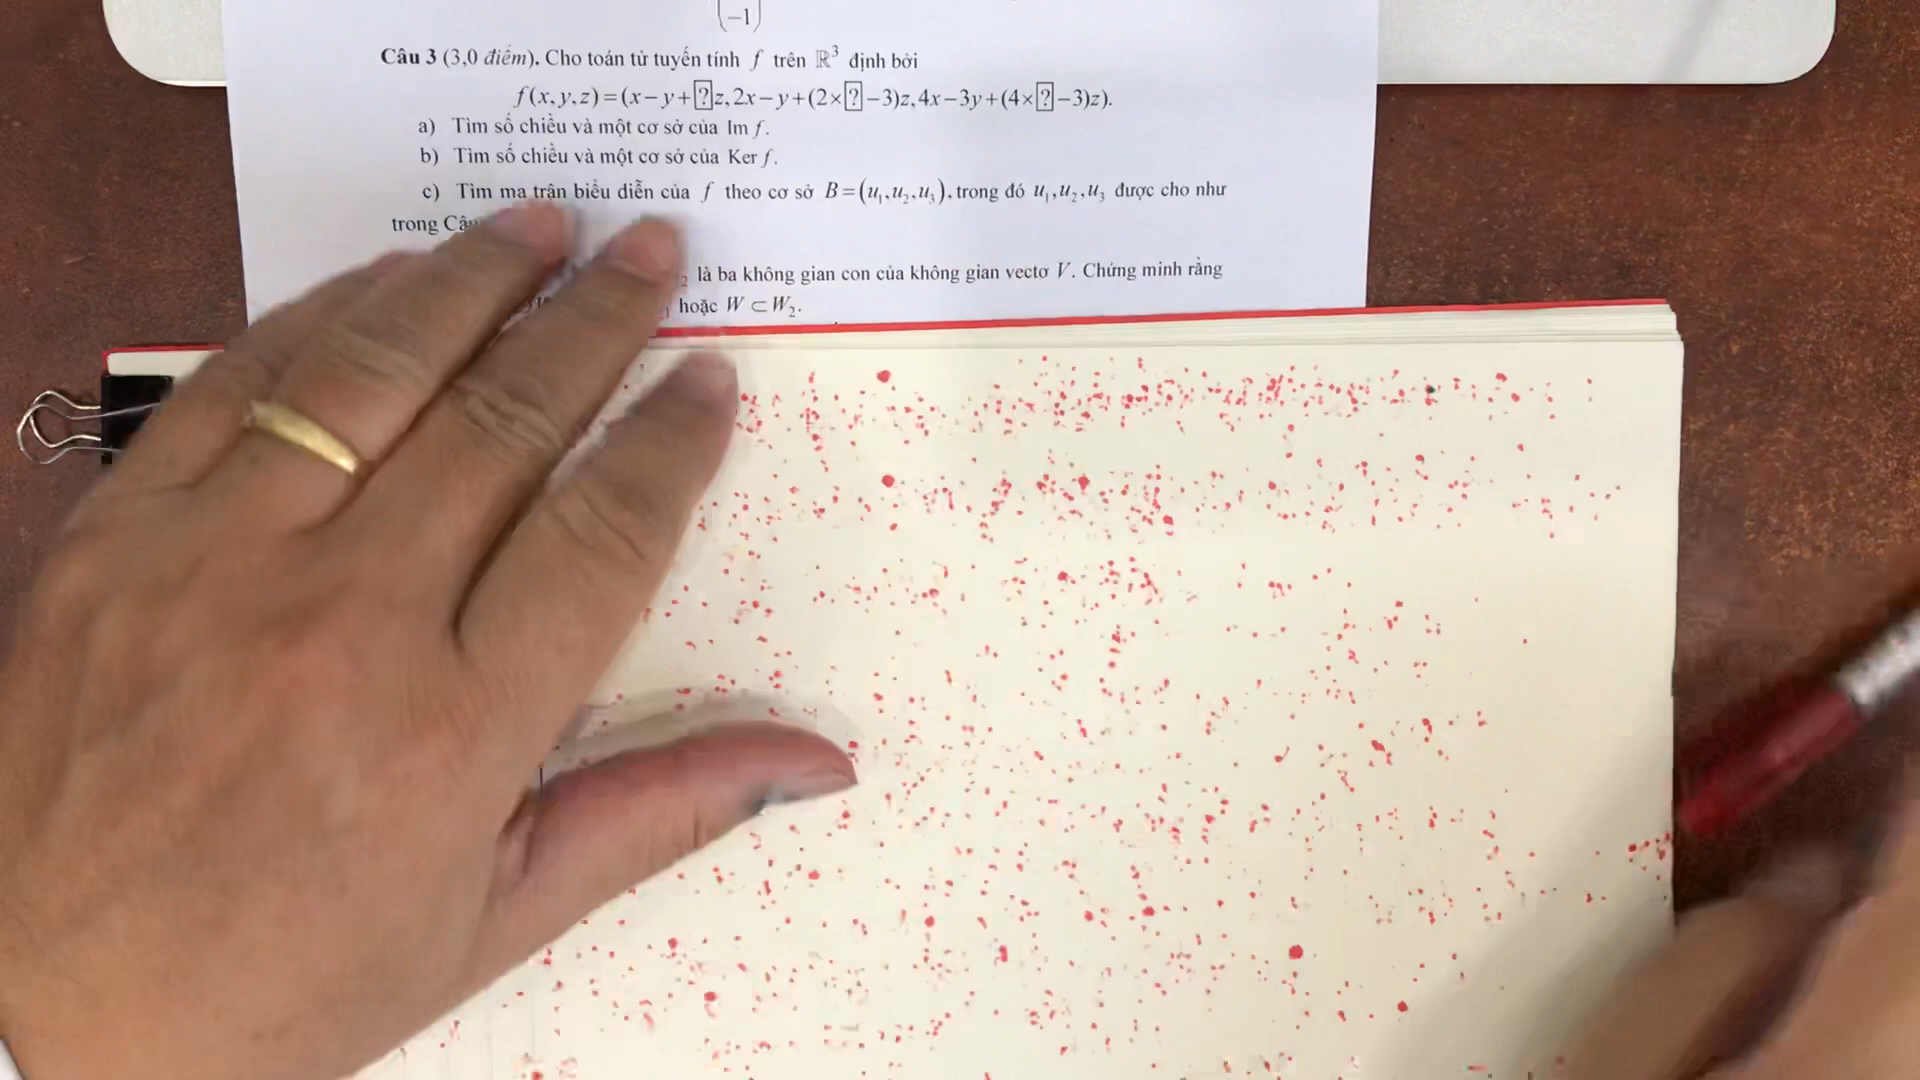 (−1)
Câu 3 (3,0 điểm). Cho toán tử tuyến tính f trên ℝ³ định bởi
f(x,y,z)=(x−y+[?]z,2x−y+(2×[?]−3)z,4x−3y+(4×[?]−3)z).
a) Tìm số chiều và một cơ sở của Im f.
b) Tìm số chiều và một cơ sở của Ker f.
c) Tìm ma trận biểu diễn của f theo cơ sở B=(u₁,u₂,u₃), trong đó u₁,u₂,u₃ được cho như
trong
₂ là ba không gian con của không gian vectơ V. Chứng minh rằng
₁ hoặc W⊂W₂.